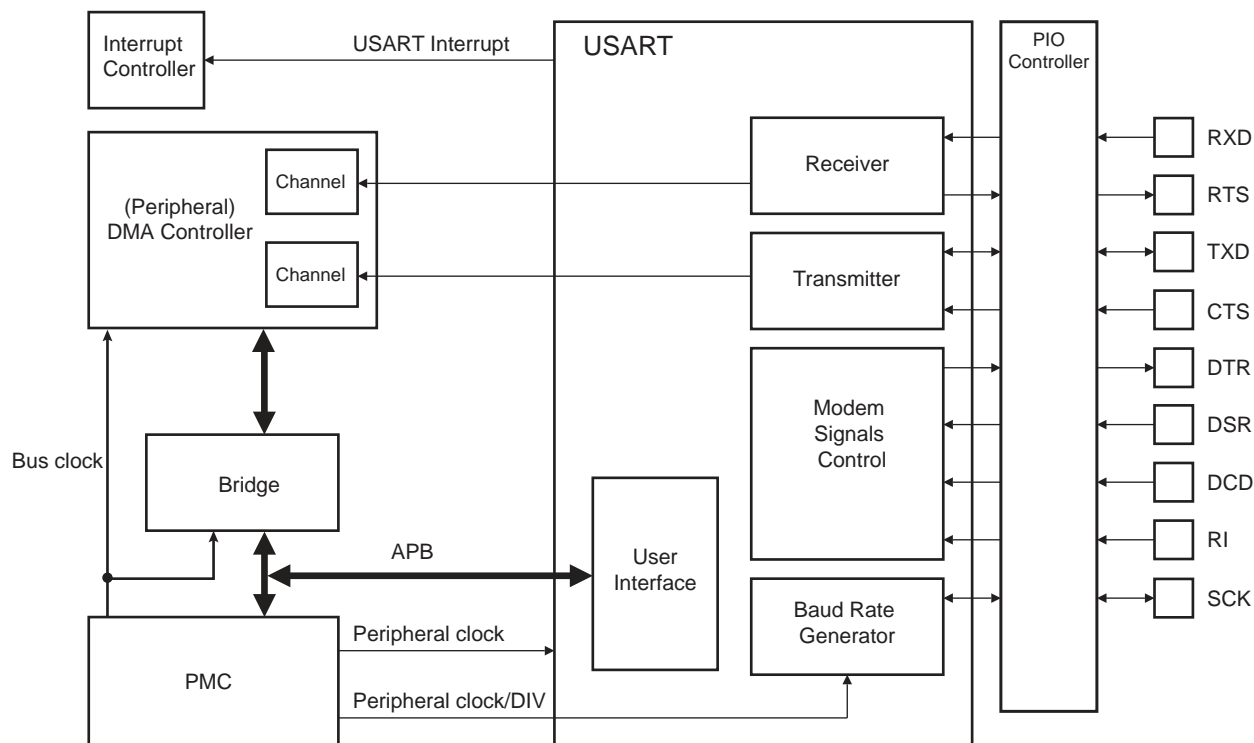 Interrupt
Controller
USART Interrupt
USART
PIO
Controller
(Peripheral)
DMA Controller
Channel
Channel
Receiver
Transmitter
Modem
Signals
Control
RXD
RTS
TXD
CTS
DTR
DSR
DCD
RI
SCK
Bus clock
Bridge
APB
User
Interface
Baud Rate
Generator
PMC
Peripheral clock
Peripheral clock/DIV